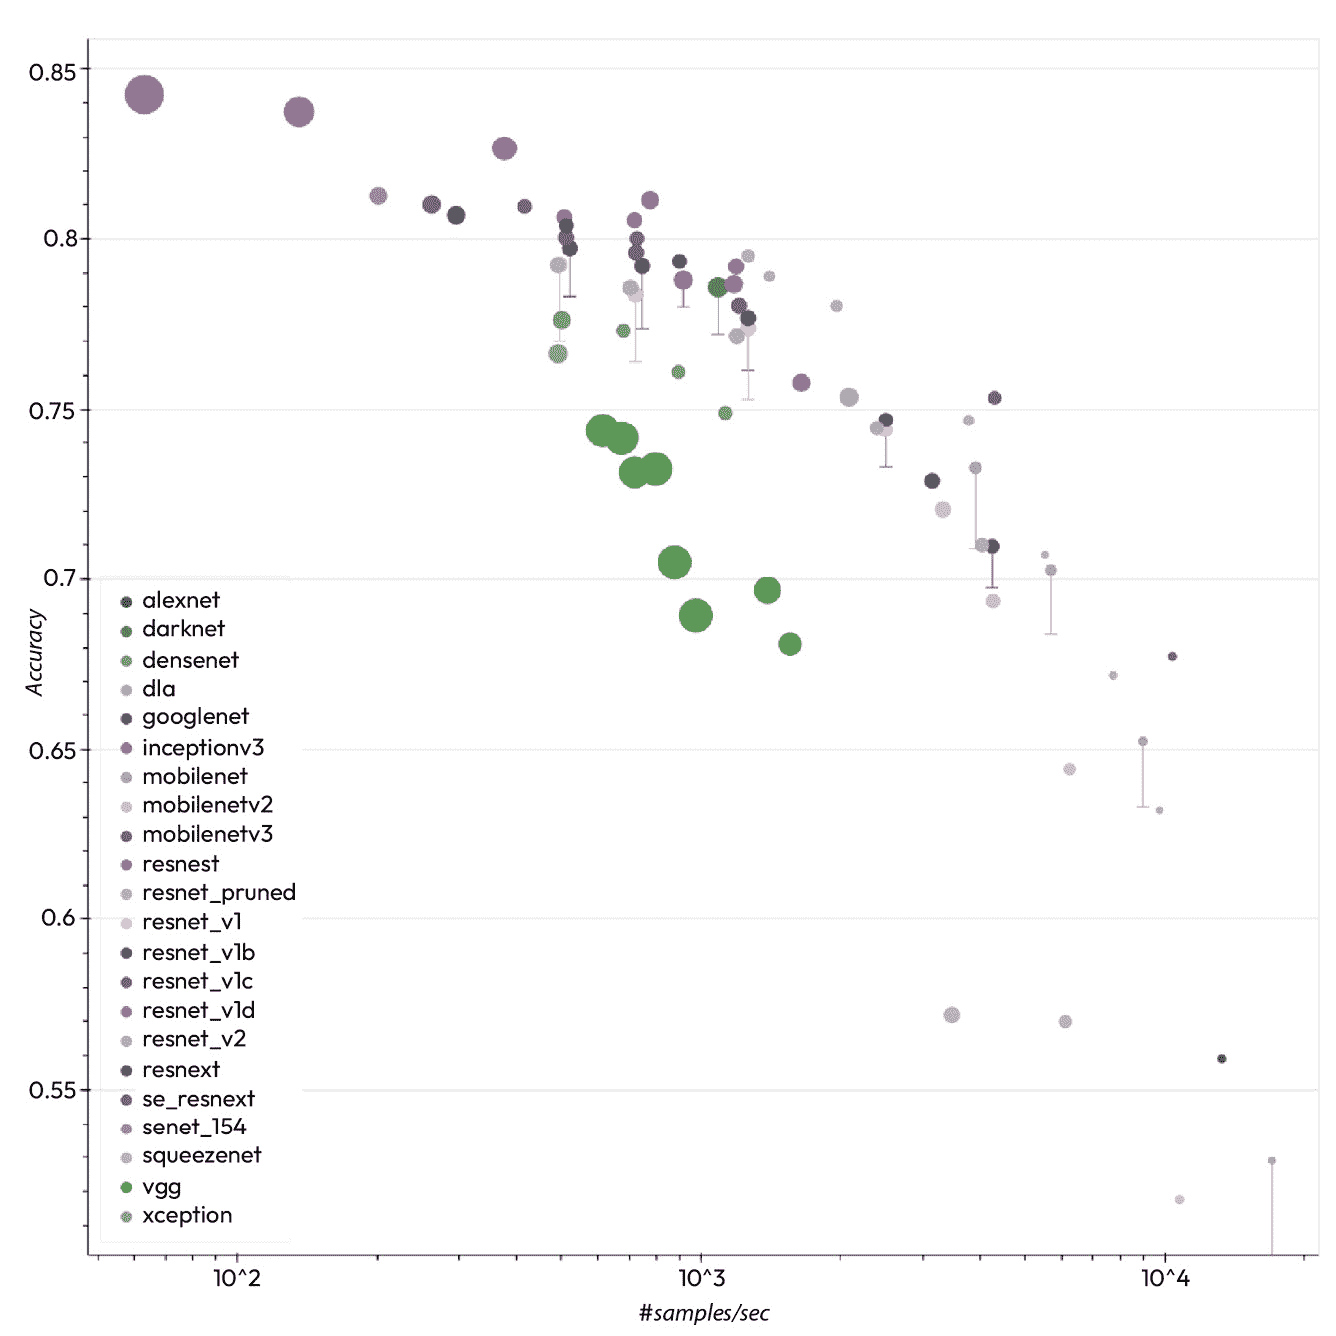 0.85
0.8
0.75
0.7
0.65
0.6
0.55
Accuracy
alexnet
darknet
densenet
dla
googlenet
inceptionv3
mobilenet
mobilenetv2
mobilenetv3
resnest
resnet_pruned
resnet_v1
resnet_v1b
resnet_v1c
resnet_v1d
resnet_v2
resnext
se_resnext
senet_154
squeezenet
vgg
xception
10^2 10^3 10^4
#samples/sec